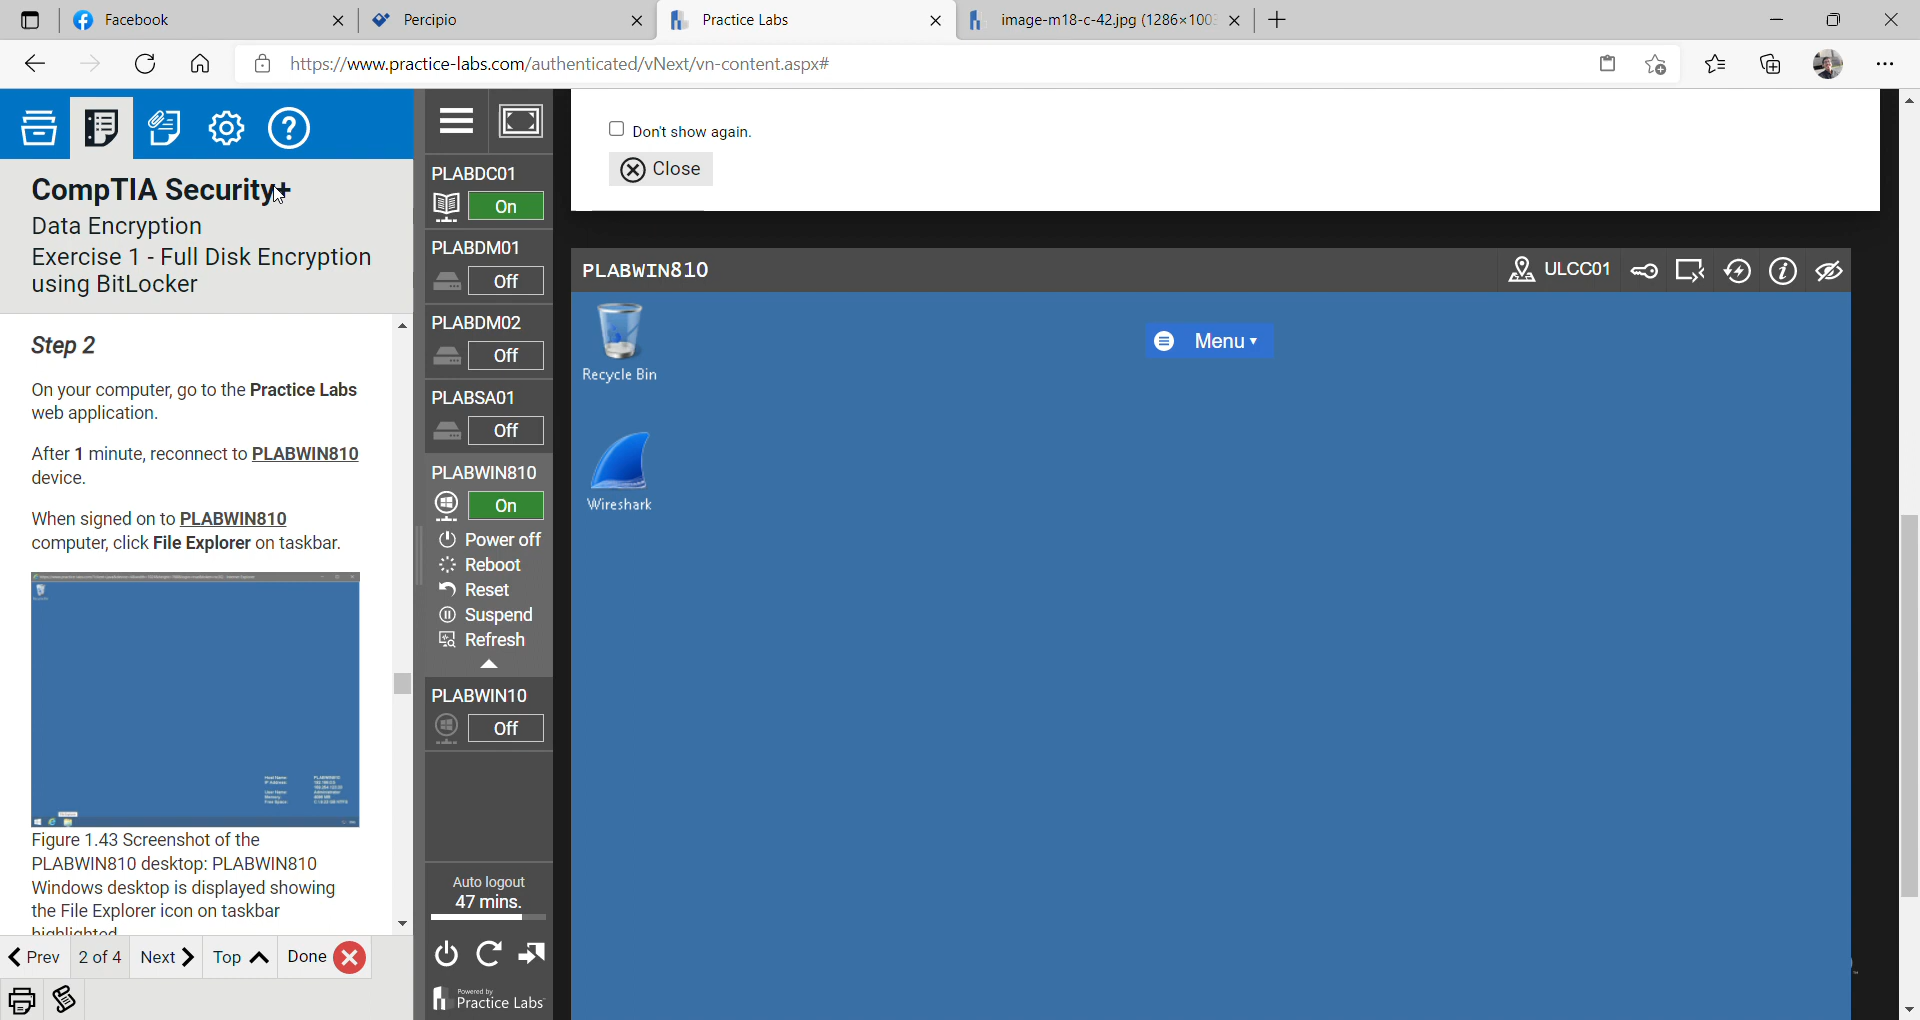 Facebook
Percipio
Practice Labs
image-m18-c-42.jpg (1286×100
https://www.practice-labs.com/authenticated/vNext/vn-content.aspx#
CompTIA Security+
Data Encryption
Exercise 1 - Full Disk Encryption
using BitLocker
Step 2
On your computer, go to the Practice Labs
web application.
After 1 minute, reconnect to PLABWIN810
device.
When signed on to PLABWIN810
computer, click File Explorer on taskbar.
Figure 1.43 Screenshot of the
PLABWIN810 desktop: PLABWIN810
Windows desktop is displayed showing
the File Explorer icon on taskbar
highlighted
Prev
2 of 4
Next
Top
Done
PLABDC01
On
PLABDM01
Off
PLABDM02
Off
PLABSA01
Off
PLABWIN810
On
Power off
Reboot
Reset
Suspend
Refresh
PLABWIN10
Off
Auto logout
47 mins.
Powered by
Practice Labs
Don't show again.
Close
PLABWIN810
ULCC01
Recycle Bin
Menu
Wireshark